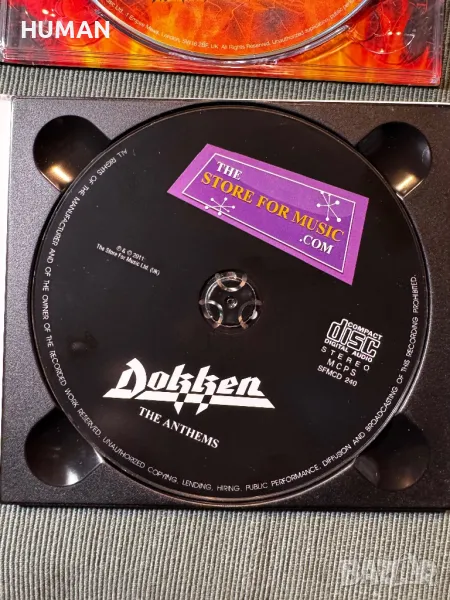 HUMAN
THE
STORE FOR MUSIC
.COM
℗ & © 2011
The Store For Music Ltd. (UK)
COMPACT
disc
DIGITAL AUDIO
STEREO
MCPS
SFMCD 240
Dokken
THE ANTHEMS
ALL RIGHTS OF THE MANUFACTURER AND OF THE OWNER OF THE RECORDED WORK RESERVED. UNAUTHORIZED COPYING, LENDING, HIRING, PUBLIC PERFORMANCE, DIFFUSION AND BROADCASTING OF THIS RECORDING PROHIBITED.